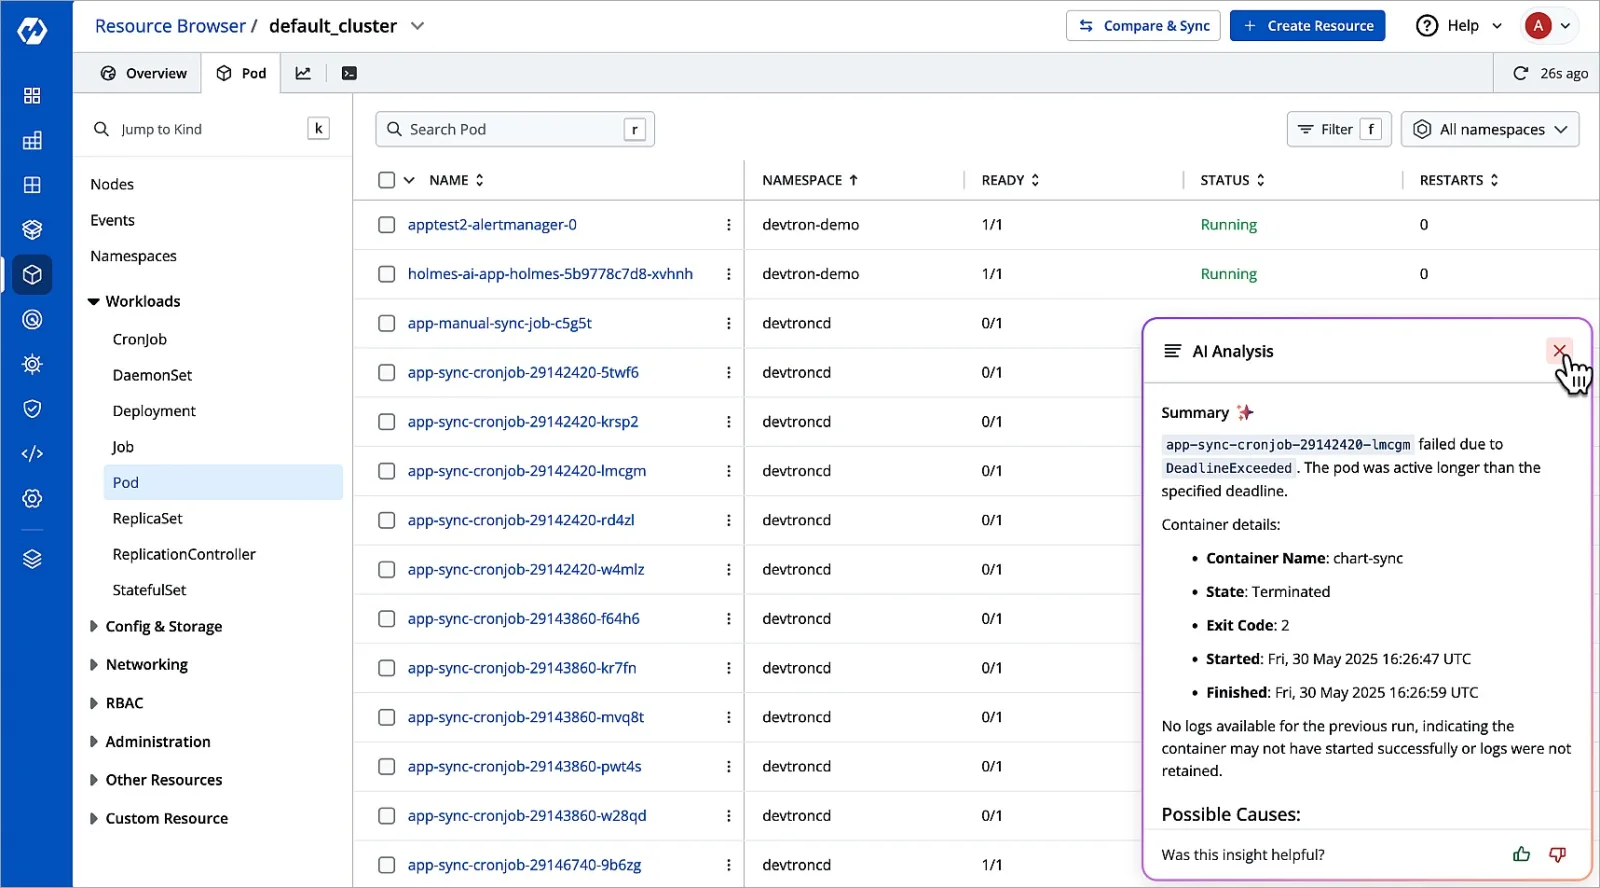 Resource Browser / default_cluster
Compare & Sync
Create Resource
Help
A
Overview
Pod
26s ago
Jump to Kind k
Nodes
Events
Namespaces
Workloads
CronJob
DaemonSet
Deployment
Job
Pod
ReplicaSet
ReplicationController
StatefulSet
Config & Storage
Networking
RBAC
Administration
Other Resources
Custom Resource
Search Pod r
Filter f
All namespaces
NAME NAMESPACE READY STATUS RESTARTS
apptest2-alertmanager-0 devtron-demo 1/1 Running 0
holmes-ai-app-holmes-5b9778c7d8-xvhnh devtron-demo 1/1 Running 0
app-manual-sync-job-c5g5t devtroncd 0/1
app-sync-cronjob-29142420-5twf6 devtroncd 0/1
app-sync-cronjob-29142420-krsp2 devtroncd 0/1
app-sync-cronjob-29142420-lmcgm devtroncd 0/1
app-sync-cronjob-29142420-rd4zl devtroncd 0/1
app-sync-cronjob-29142420-w4mlz devtroncd 0/1
app-sync-cronjob-29143860-f64h6 devtroncd 0/1
app-sync-cronjob-29143860-kr7fn devtroncd 0/1
app-sync-cronjob-29143860-mvq8t devtroncd 0/1
app-sync-cronjob-29143860-pwt4s devtroncd 0/1
app-sync-cronjob-29143860-w28qd devtroncd 0/1
app-sync-cronjob-29146740-9b6zg devtroncd 1/1
AI Analysis
Summary
app-sync-cronjob-29142420-lmcgm failed due to
DeadlineExceeded. The pod was active longer than the
specified deadline.
Container details:
• Container Name: chart-sync
• State: Terminated
• Exit Code: 2
• Started: Fri, 30 May 2025 16:26:47 UTC
• Finished: Fri, 30 May 2025 16:26:59 UTC
No logs available for the previous run, indicating the
container may not have started successfully or logs were not
retained.
Possible Causes:
Was this insight helpful?